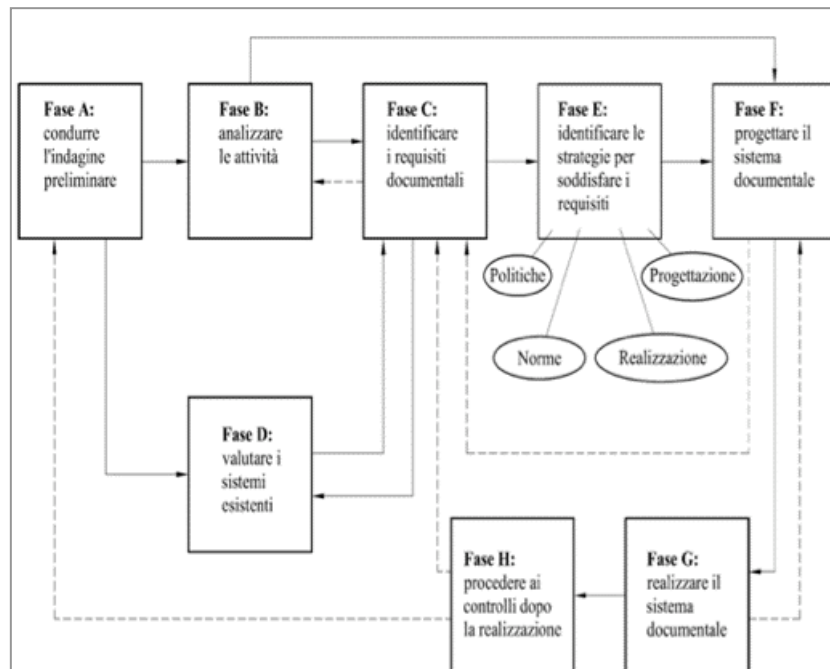 Fase A:
condurre
l'indagine
preliminare
Fase B:
analizzare
le attività
Fase C:
identificare
i requisiti
documentali
Fase E:
identificare le
strategie per
soddisfare i
requisiti
Fase F:
progettare il
sistema
documentale
Politiche
Progettazione
Norme
Realizzazione
Fase D:
valutare i
sistemi
esistenti
Fase H:
procedere ai
controlli dopo
la realizzazione
Fase G:
realizzare il
sistema
documentale